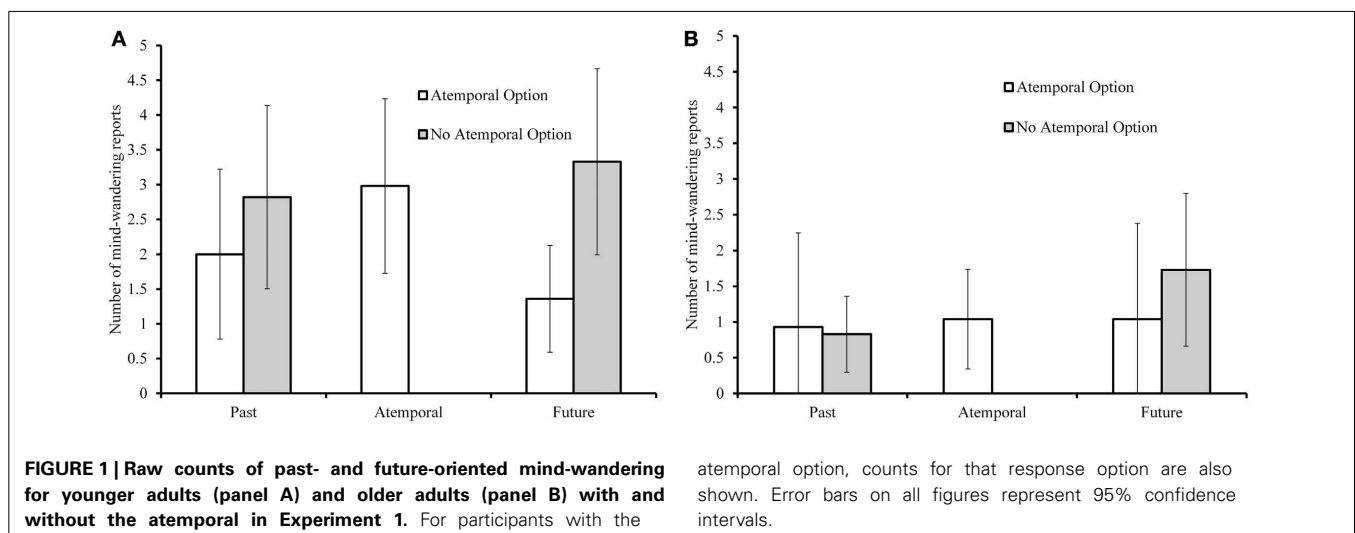 A
5
4.5
4
3.5
3
2.5
2
1.5
1
0.5
0
Number of mind-wandering reports
Atemporal Option
No Atemporal Option
Past
Atemporal
Future
B
5
4.5
4
3.5
3
2.5
2
1.5
1
0.5
0
Number of mind-wandering reports
Atemporal Option
No Atemporal Option
Past
Atemporal
Future
FIGURE 1 | Raw counts of past- and future-oriented mind-wandering
for younger adults (panel A) and older adults (panel B) with and
without the atemporal in Experiment 1. For participants with the
atemporal option, counts for that response option are also
shown. Error bars on all figures represent 95% confidence
intervals.